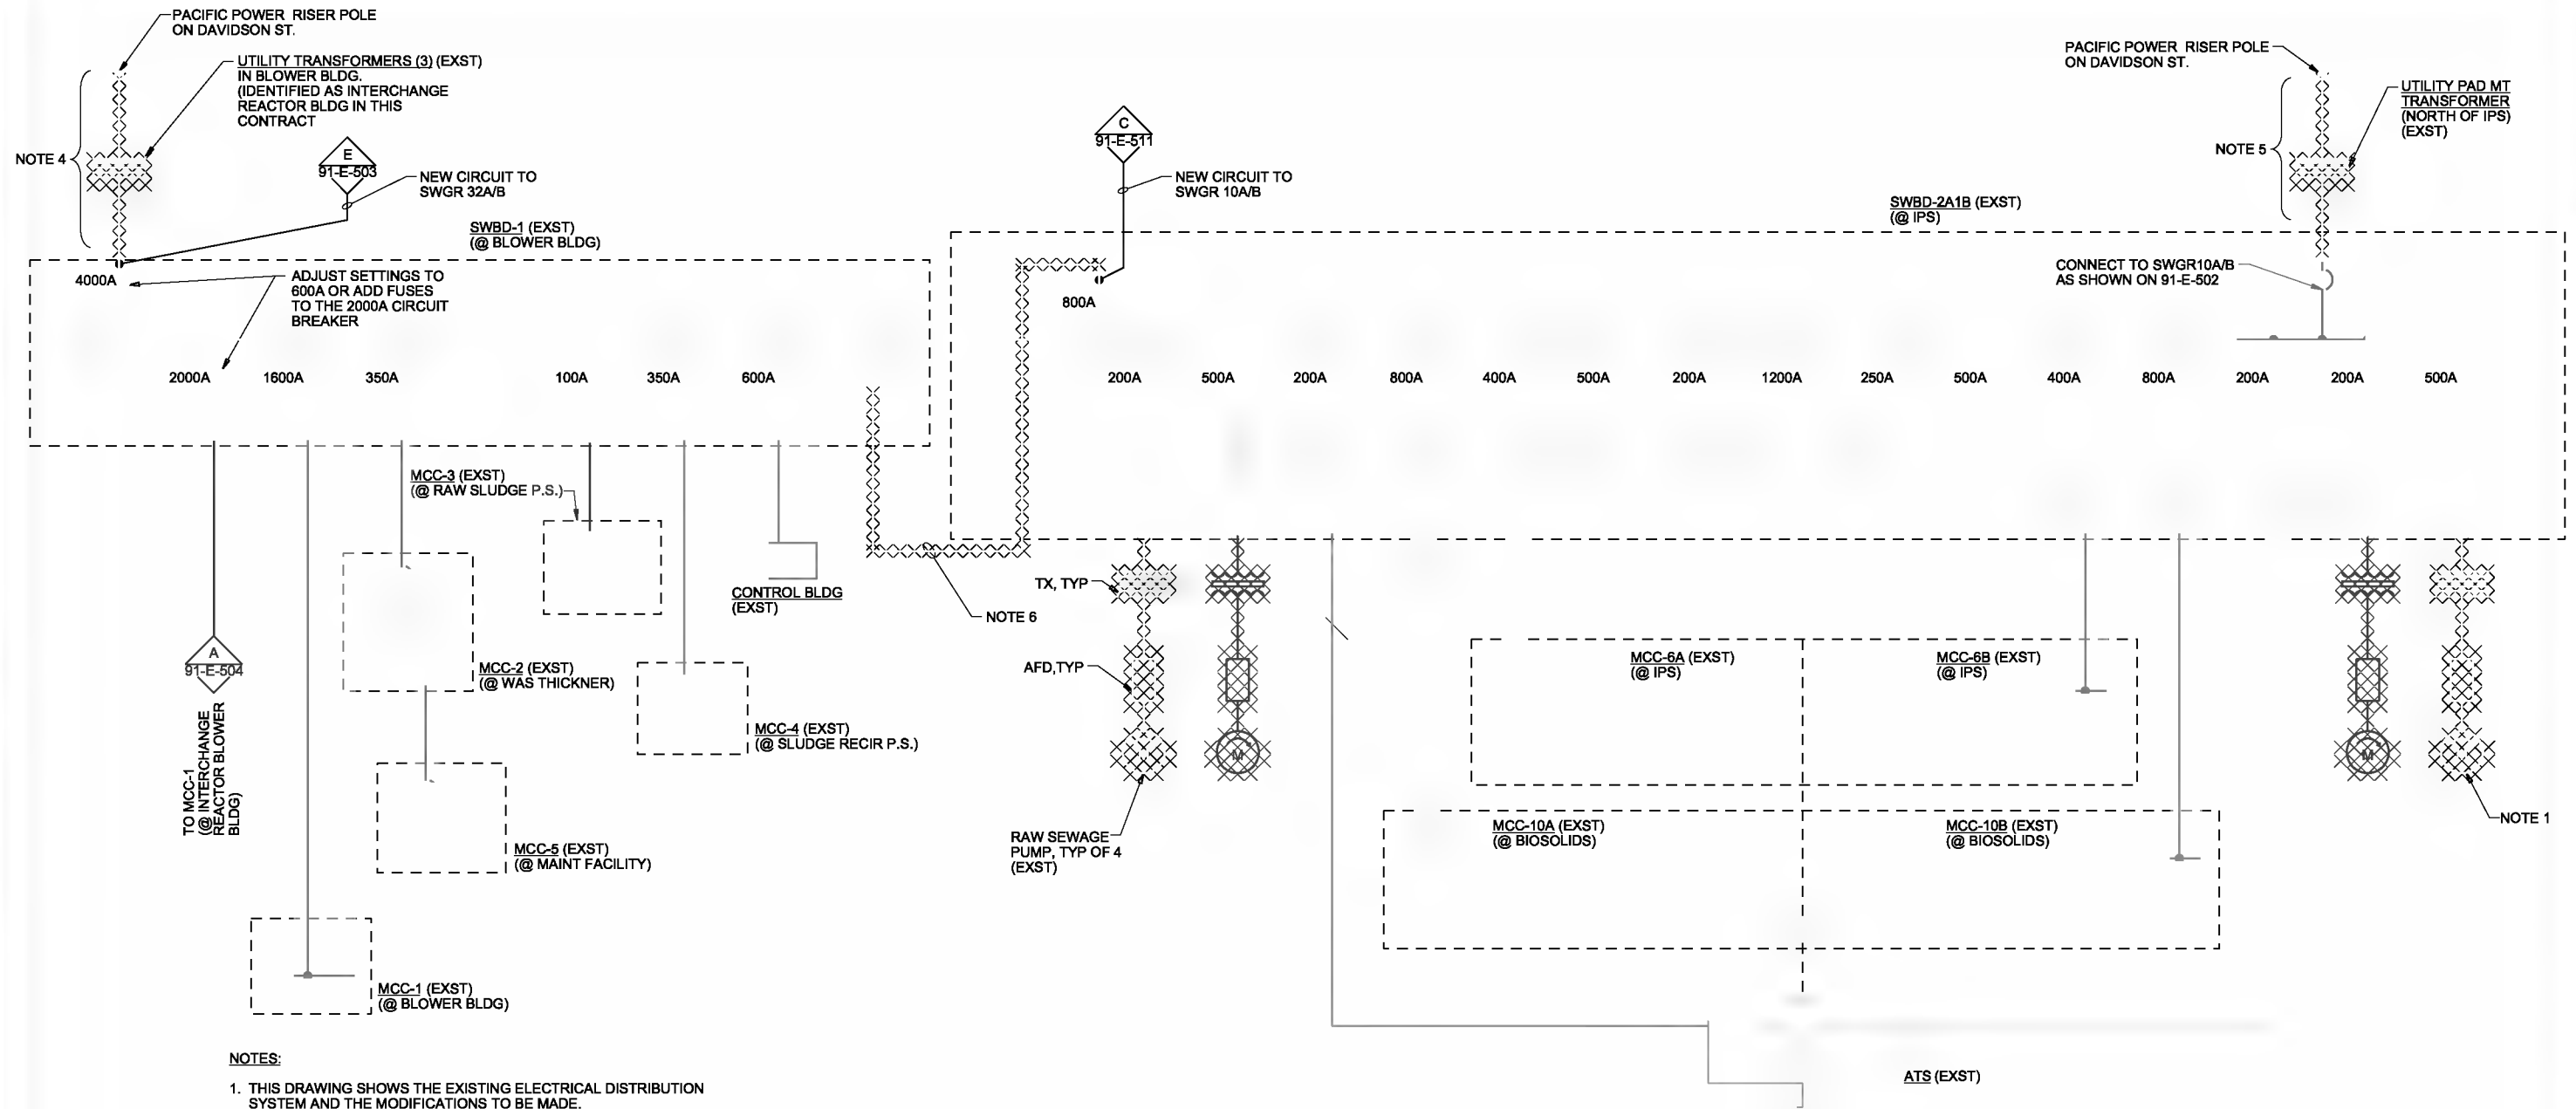 PACIFIC POWER RISER POLE
ON DAVIDSON ST.
UTILITY TRANSFORMERS (3) (EXST)
IN BLOWER BLDG.
(IDENTIFIED AS INTERCHANGE
REACTOR BLDG IN THIS
CONTRACT
NOTE 4
E
91-E-503
NEW CIRCUIT TO
SWGR 32A/B
SWBD-1 (EXST)
(@ BLOWER BLDG)
4000A
ADJUST SETTINGS TO
600A OR ADD FUSES
TO THE 2000A CIRCUIT
BREAKER
2000A
1600A
350A
100A
350A
600A
C
91-E-511
NEW CIRCUIT TO
SWGR 10A/B
800A
SWBD-2A1B (EXST)
(@ IPS)
PACIFIC POWER RISER POLE
ON DAVIDSON ST.
UTILITY PAD MT
TRANSFORMER
(NORTH OF IPS)
(EXST)
NOTE 5
CONNECT TO SWGR10A/B
AS SHOWN ON 91-E-502
200A
500A
200A
800A
400A
500A
200A
1200A
250A
500A
400A
800A
200A
200A
500A
MCC-3 (EXST)
(@ RAW SLUDGE P.S.)
CONTROL BLDG
(EXST)
NOTE 6
A
91-E-504
TO MCC-1
(@ INTERCHANGE
REACTOR BLOWER
BLDG)
MCC-2 (EXST)
(@ WAS THICKNER)
MCC-4 (EXST)
(@ SLUDGE RECIR P.S.)
MCC-5 (EXST)
(@ MAINT FACILITY)
MCC-1 (EXST)
(@ BLOWER BLDG)
TX, TYP
AFD,TYP
M
RAW SEWAGE
PUMP, TYP OF 4
(EXST)
MCC-6A (EXST)
(@ IPS)
MCC-6B (EXST)
(@ IPS)
MCC-10A (EXST)
(@ BIOSOLIDS)
MCC-10B (EXST)
(@ BIOSOLIDS)
M
NOTE 1
ATS (EXST)
NOTES:
1. THIS DRAWING SHOWS THE EXISTING ELECTRICAL DISTRIBUTION
SYSTEM AND THE MODIFICATIONS TO BE MADE.